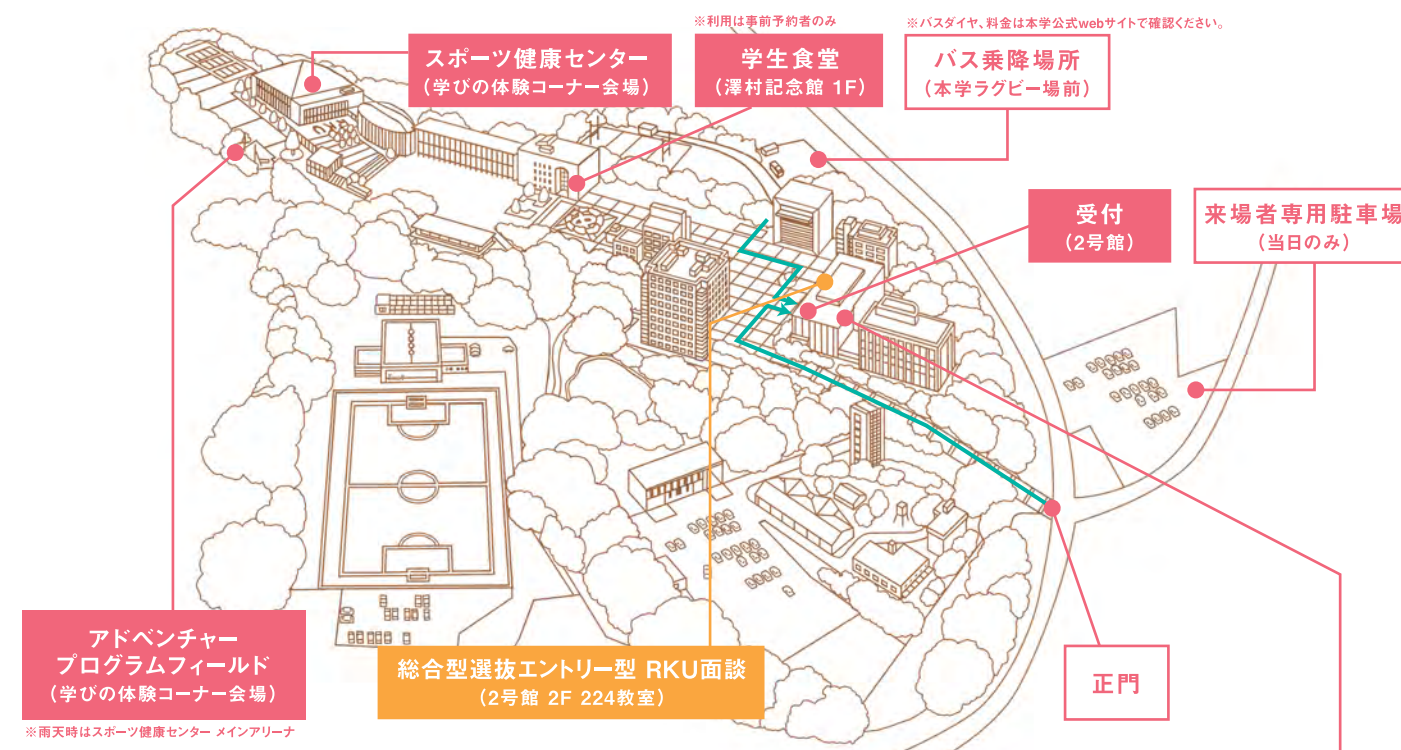 ※利用は事前予約者のみ
※バスダイヤ、料金は本学公式webサイトで確認ください。
スポーツ健康センター
（学びの体験コーナー会場）
学生食堂
（澤村記念館 1F）
バス乗降場所
（本学ラグビー場前）
受付
（2号館）
来場者専用駐車場
（当日のみ）
アドベンチャー
プログラムフィールド
（学びの体験コーナー会場）
※雨天時はスポーツ健康センター メインアリーナ
総合型選抜エントリー型 RKU面談
（2号館 2F 224教室）
正門